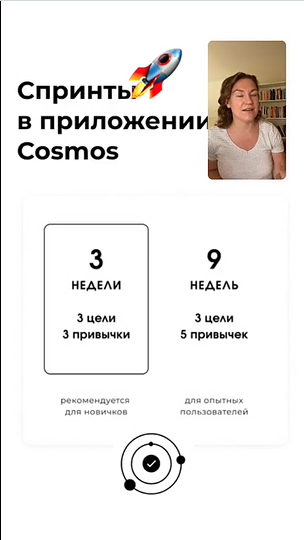 Спринты
в приложении
Cosmos
3
НЕДЕЛИ
3 цели
3 привычки
рекомендуется
для новичков
9
НЕДЕЛЬ
3 цели
5 привычек
для опытных
пользователей